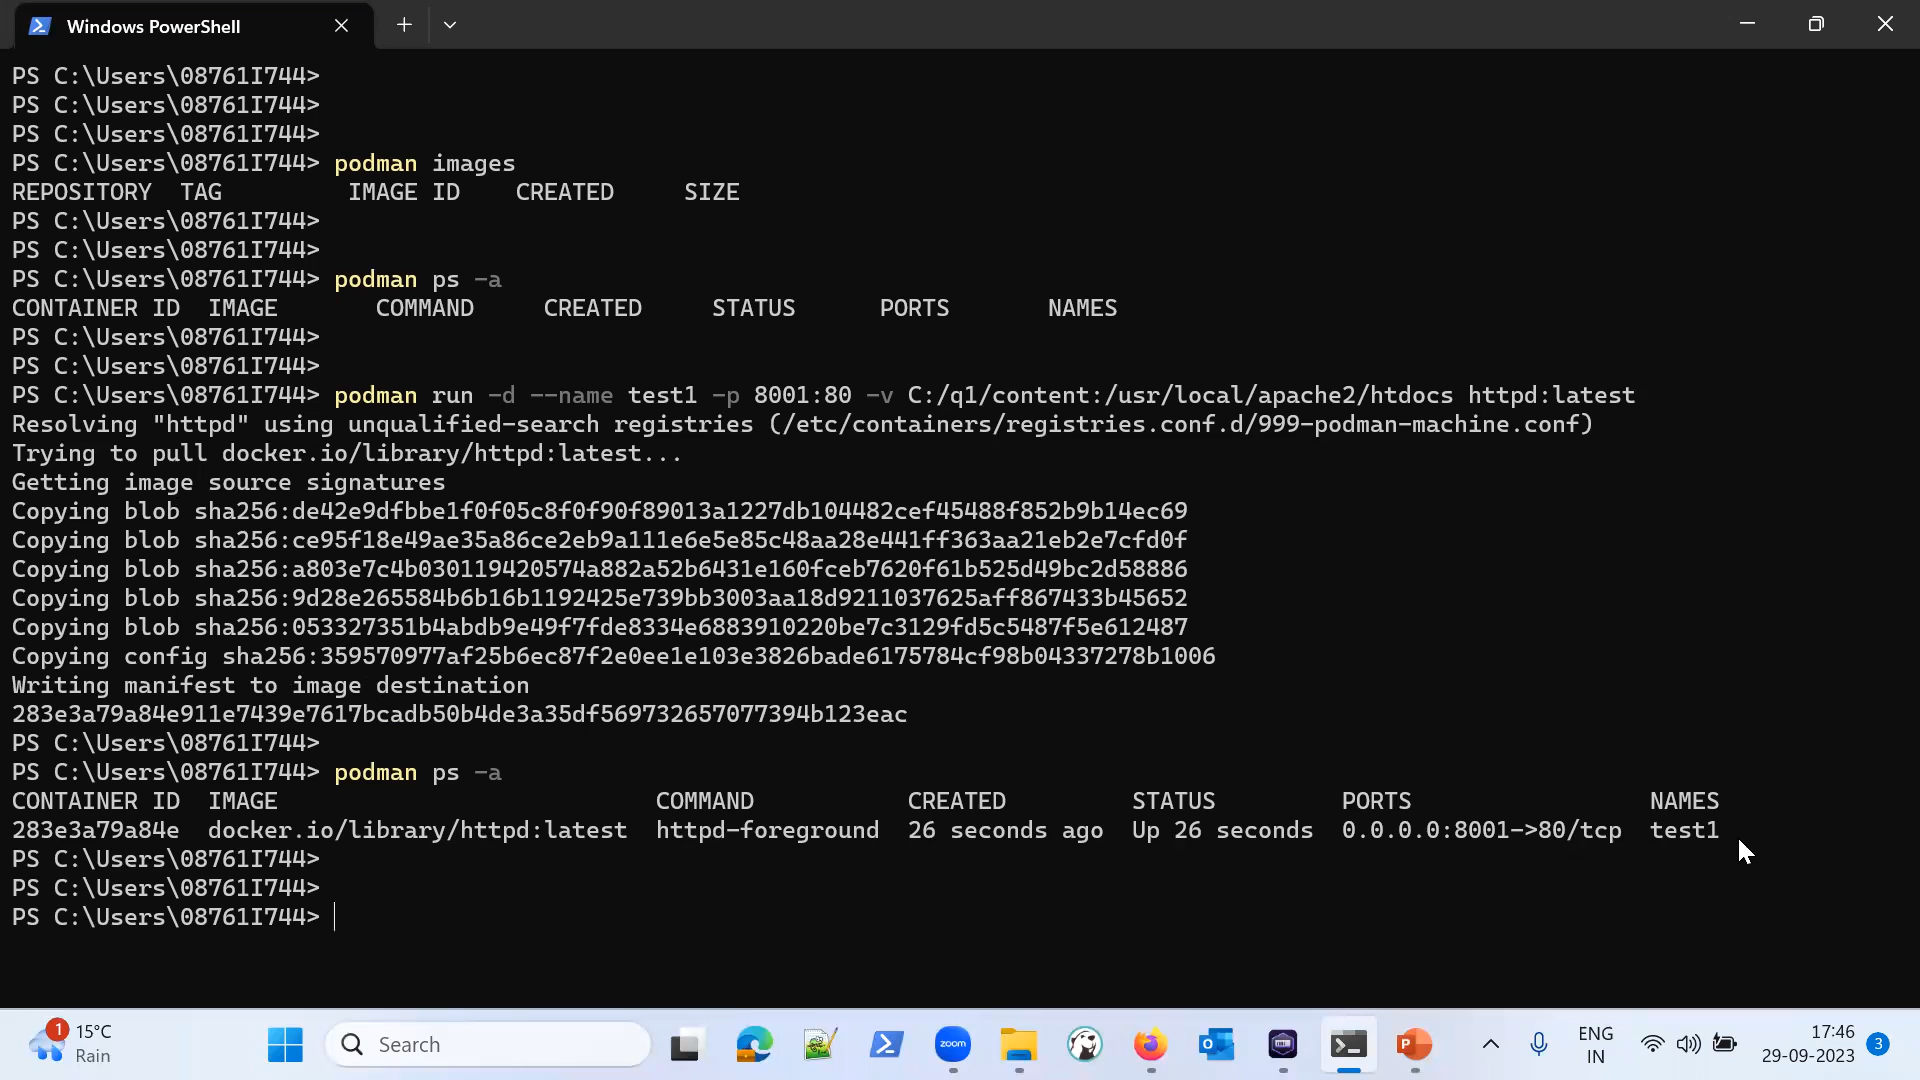 Windows PowerShell
PS C:\Users\08761I744>
PS C:\Users\08761I744>
PS C:\Users\08761I744>
PS C:\Users\08761I744> podman images
REPOSITORY  TAG         IMAGE ID    CREATED     SIZE
PS C:\Users\08761I744>
PS C:\Users\08761I744>
PS C:\Users\08761I744> podman ps -a
CONTAINER ID  IMAGE       COMMAND     CREATED     STATUS      PORTS       NAMES
PS C:\Users\08761I744>
PS C:\Users\08761I744>
PS C:\Users\08761I744> podman run -d --name test1 -p 8001:80 -v C:/q1/content:/usr/local/apache2/htdocs httpd:latest
Resolving "httpd" using unqualified-search registries (/etc/containers/registries.conf.d/999-podman-machine.conf)
Trying to pull docker.io/library/httpd:latest...
Getting image source signatures
Copying blob sha256:de42e9dfbbe1f0f05c8f0f90f89013a1227db104482cef45488f852b9b14ec69
Copying blob sha256:ce95f18e49ae35a86ce2eb9a111e6e5e85c48aa28e441ff363aa21eb2e7cfd0f
Copying blob sha256:a803e7c4b030119420574a882a52b6431e160fceb7620f61b525d49bc2d58886
Copying blob sha256:9d28e265584b6b16b1192425e739bb3003aa18d9211037625aff867433b45652
Copying blob sha256:053327351b4abdb9e49f7fde8334e6883910220be7c3129fd5c5487f5e612487
Copying config sha256:359570977af25b6ec87f2e0ee1e103e3826bade6175784cf98b04337278b1006
Writing manifest to image destination
283e3a79a84e911e7439e7617bcadb50b4de3a35df5697326570773​94b123eac
PS C:\Users\08761I744>
PS C:\Users\08761I744> podman ps -a
CONTAINER ID  IMAGE                           COMMAND           CREATED         STATUS         PORTS                 NAMES
283e3a79a84e  docker.io/library/httpd:latest  httpd-foreground  26 seconds ago  Up 26 seconds  0.0.0.0:8001->80/tcp  test1
PS C:\Users\08761I744>
PS C:\Users\08761I744>
PS C:\Users\08761I744>
1 15°C
Rain
Search
zoom
ENG
IN
17:46
29-09-2023
3